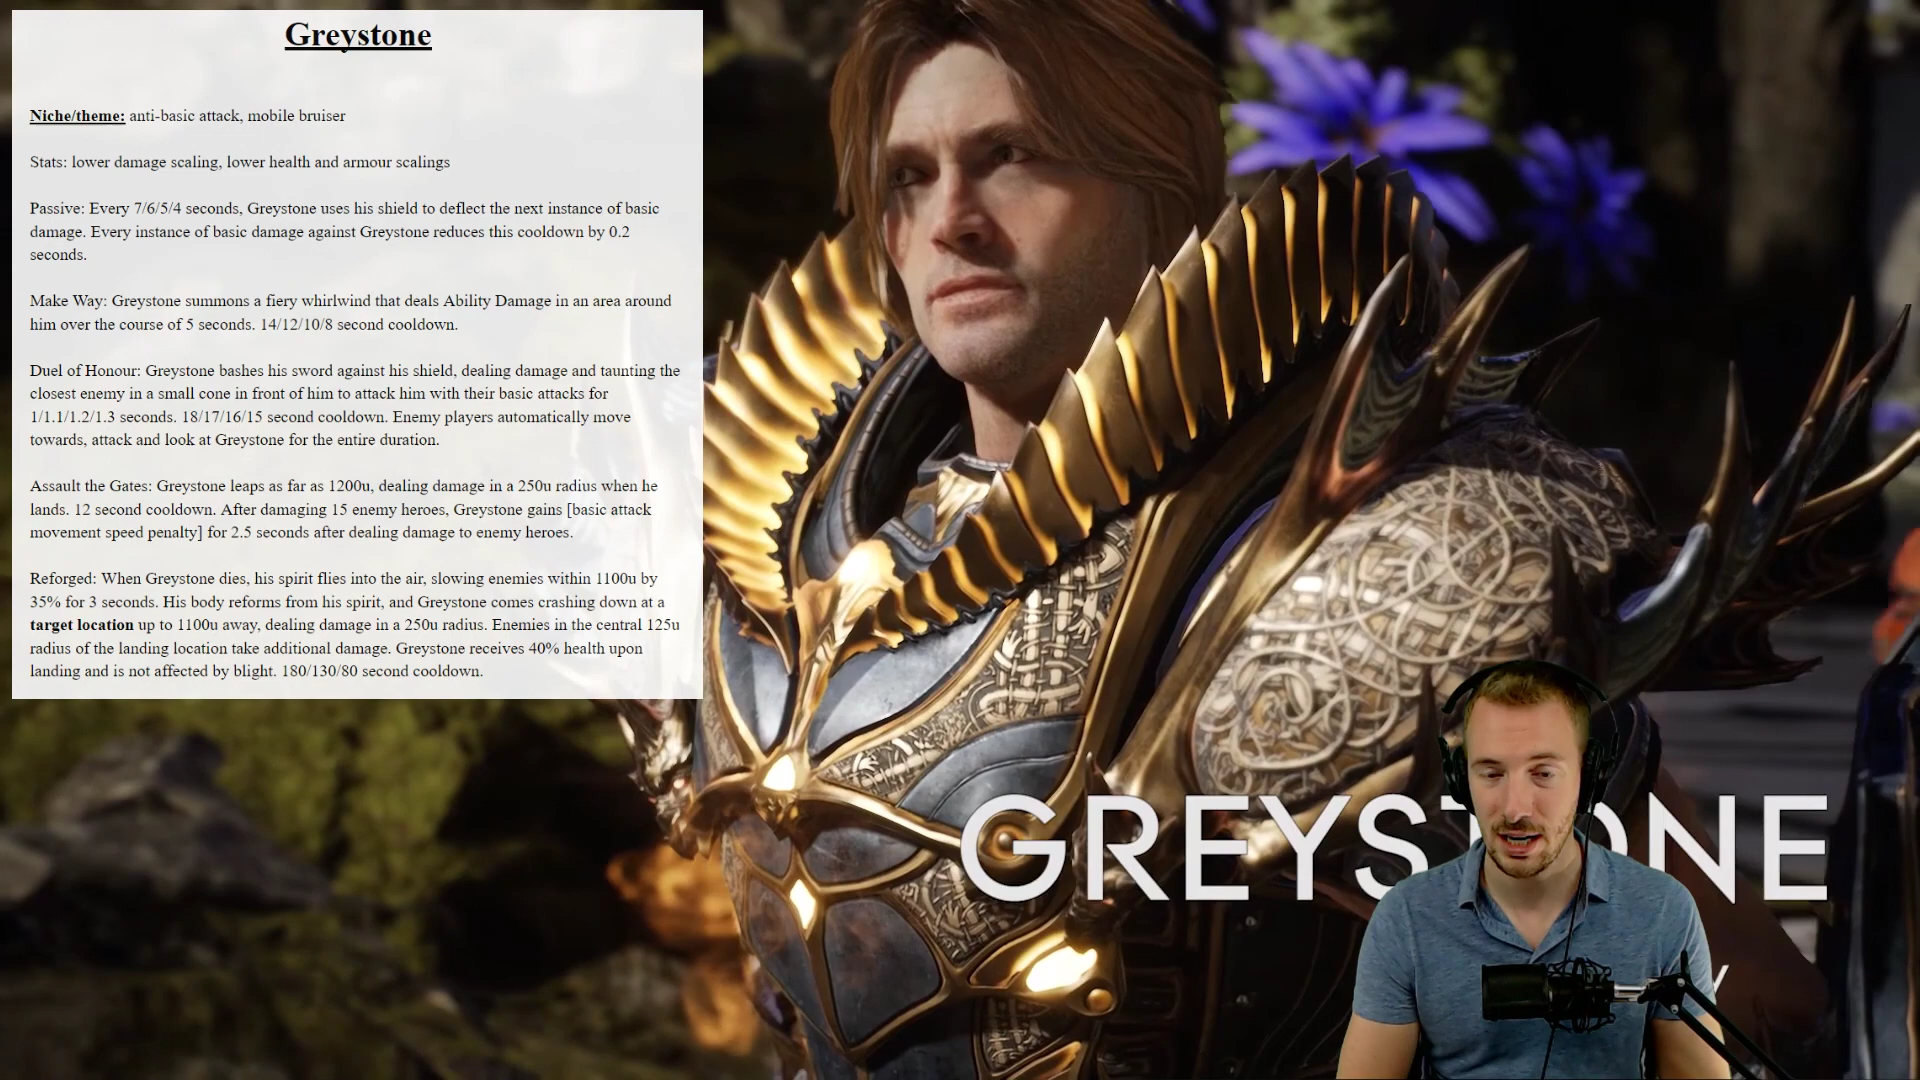 Greystone
Niche/theme: anti-basic attack, mobile bruiser
Stats: lower damage scaling, lower health and armour scalings
Passive: Every 7/6/5/4 seconds, Greystone uses his shield to deflect the next instance of basic
damage. Every instance of basic damage against Greystone reduces this cooldown by 0.2
seconds.
Make Way: Greystone summons a fiery whirlwind that deals Ability Damage in an area around
him over the course of 5 seconds. 14/12/10/8 second cooldown.
Duel of Honour: Greystone bashes his sword against his shield, dealing damage and taunting the
closest enemy in a small cone in front of him to attack him with their basic attacks for
1/1.1/1.2/1.3 seconds. 18/17/16/15 second cooldown. Enemy players automatically move
towards, attack and look at Greystone for the entire duration.
Assault the Gates: Greystone leaps as far as 1200u, dealing damage in a 250u radius when he
lands. 12 second cooldown. After damaging 15 enemy heroes, Greystone gains [basic attack
movement speed penalty] for 2.5 seconds after dealing damage to enemy heroes.
Reforged: When Greystone dies, his spirit flies into the air, slowing enemies within 1100u by
35% for 3 seconds. His body reforms from his spirit, and Greystone comes crashing down at a
target location up to 1100u away, dealing damage in a 250u radius. Enemies in the central 125u
radius of the landing location take additional damage. Greystone receives 40% health upon
landing and is not affected by blight. 180/130/80 second cooldown.
GREYSTONE